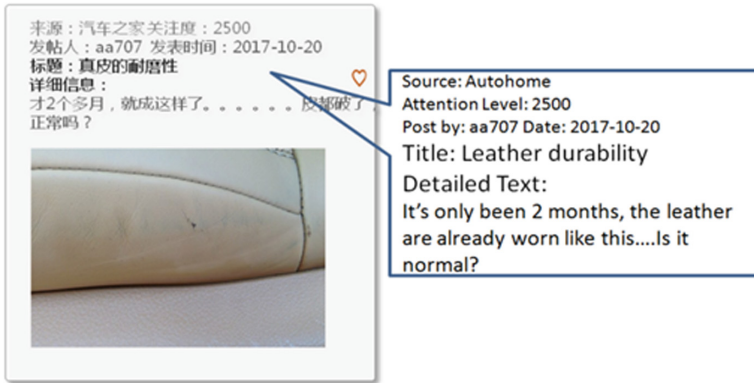 来源：汽车之家关注度：2500
发帖人：aa707 发表时间：2017-10-20
标题：真皮的耐磨性
详细信息：
才2个多月，就成这样了。。。。。。皮都破了，
正常吗？
Source: Autohome
Attention Level: 2500
Post by: aa707 Date: 2017-10-20
Title: Leather durability
Detailed Text:
It's only been 2 months, the leather
are already worn like this....Is it
normal?